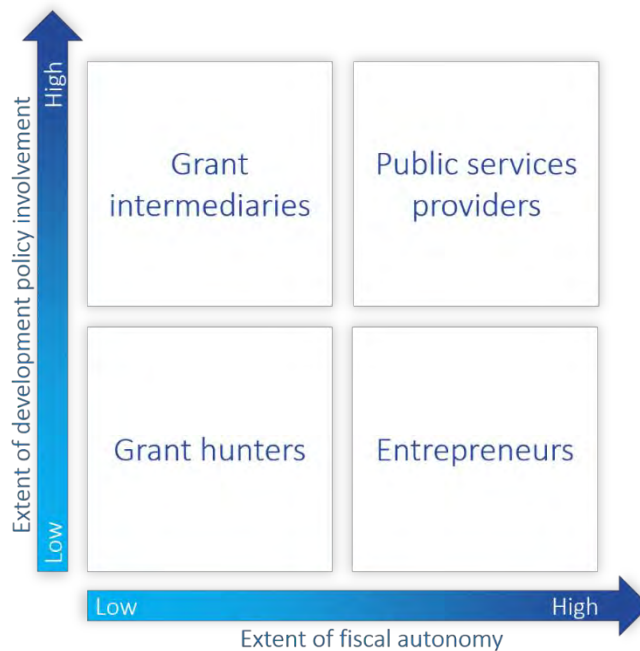 Extent of development policy involvement
High
Low
Grant
intermediaries
Public services
providers
Grant hunters
Entrepreneurs
Low
High
Extent of fiscal autonomy